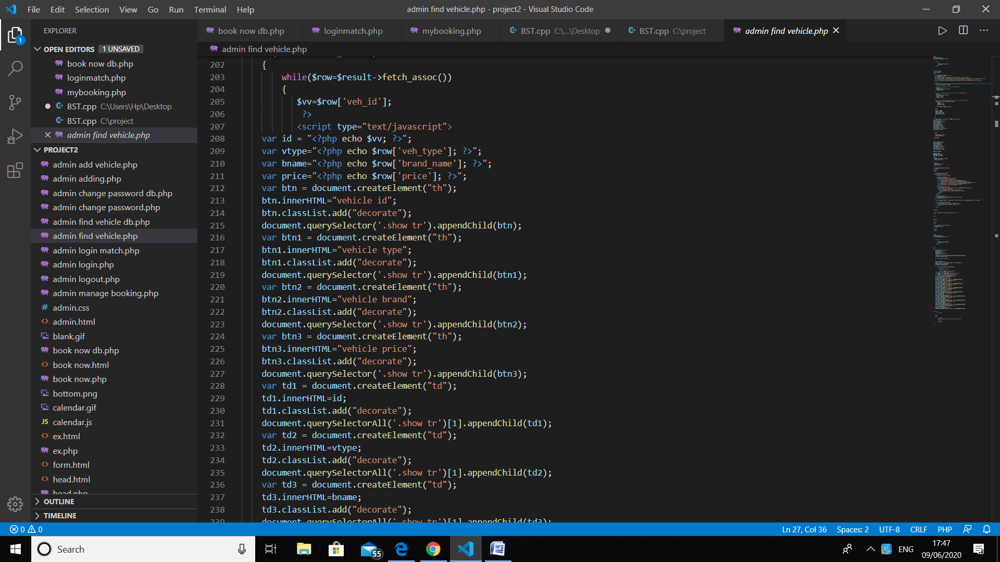 File Edit Selection View Go Run Terminal Help
admin find vehicle.php - project2 - Visual Studio Code
EXPLORER
book now db.php
loginmatch.php
mybooking.php
BST.cpp C:\...\Desktop
BST.cpp C:\project
admin find vehicle.php
OPEN EDITORS 1 UNSAVED
book now db.php
loginmatch.php
mybooking.php
BST.cpp C:\Users\Hp\Desktop
BST.cpp C:\project
admin find vehicle.php
PROJECT2
admin add vehicle.php
admin adding.php
admin change password db.php
admin change password.php
admin find vehicle db.php
admin find vehicle.php
admin login match.php
admin login.php
admin logout.php
admin manage booking.php
admin.css
admin.html
blank.gif
book now db.php
book now.html
book now.php
bottom.png
calendar.gif
JS calendar.js
ex.html
ex.php
form.html
head.html
head.php
OUTLINE
TIMELINE
admin find vehicle.php
202 {
203 while($row=$result->fetch_assoc())
204 {
205 $vv=$row['veh_id'];
206 ?>
207 <script type="text/javascript">
208 var id = "<?php echo $vv; ?>";
209 var vtype="<?php echo $row['veh_type']; ?>";
210 var bname="<?php echo $row['brand_name']; ?>";
211 var price="<?php echo $row['price']; ?>";
212 var btn = document.createElement("th");
213 btn.innerHTML="vehicle id";
214 btn.classList.add("decorate");
215 document.querySelector('.show tr').appendChild(btn);
216 var btn1 = document.createElement("th");
217 btn1.innerHTML="vehicle type";
218 btn1.classList.add("decorate");
219 document.querySelector('.show tr').appendChild(btn1);
220 var btn2 = document.createElement("th");
221 btn2.innerHTML="vehicle brand";
222 btn2.classList.add("decorate");
223 document.querySelector('.show tr').appendChild(btn2);
224 var btn3 = document.createElement("th");
225 btn3.innerHTML="vehicle price";
226 btn3.classList.add("decorate");
227 document.querySelector('.show tr').appendChild(btn3);
228 var td1 = document.createElement("td");
229 td1.innerHTML=id;
230 td1.classList.add("decorate");
231 document.querySelectorAll('.show tr')[1].appendChild(td1);
232 var td2 = document.createElement("td");
233 td2.innerHTML=vtype;
234 td2.classList.add("decorate");
235 document.querySelectorAll('.show tr')[1].appendChild(td2);
236 var td3 = document.createElement("td");
237 td3.innerHTML=bname;
238 td3.classList.add("decorate");
239 document.querySelectorAll('.show tr')[1].appendChild(td3);
0 0
Ln 27, Col 36 Spaces: 2 UTF-8 CRLF PHP
Search
55
ENG
17:47
09/06/2020